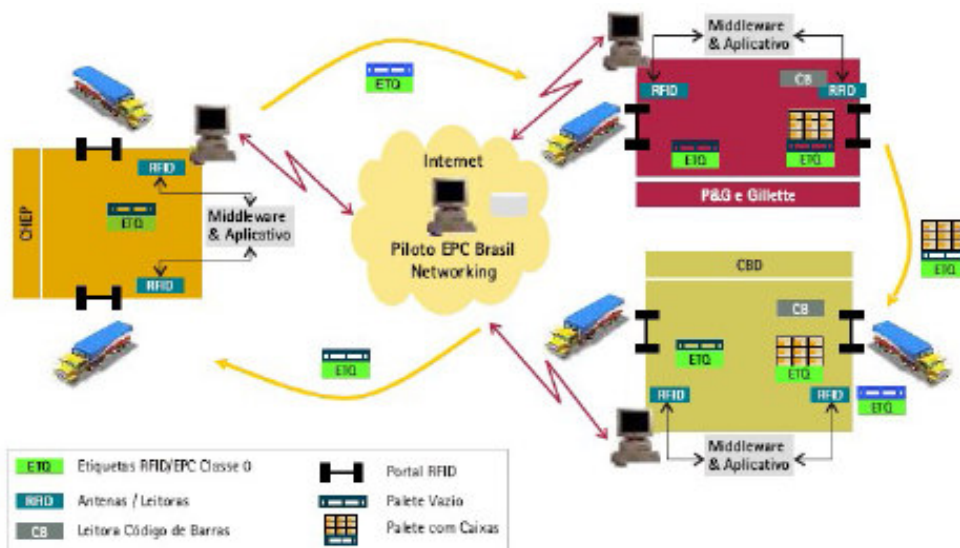 Middleware
& Aplicativo
ETQ
RFID
CB
RFID
ETQ
ETQ
P&G e Gillette
CHEP
RFID
ETQ
Middleware
& Aplicativo
RFID
Internet
Piloto EPC Brasil
Networking
ETQ
CBD
CB
ETQ
ETQ
RFID
RFID
ETQ
ETQ
Middleware
& Aplicativo
ETQ Etiquetas RFID/EPC Classe 0
RFID Antenas / Leitoras
CB Leitora Código de Barras
Portal RFID
Palete Vazio
Palete com Caixas